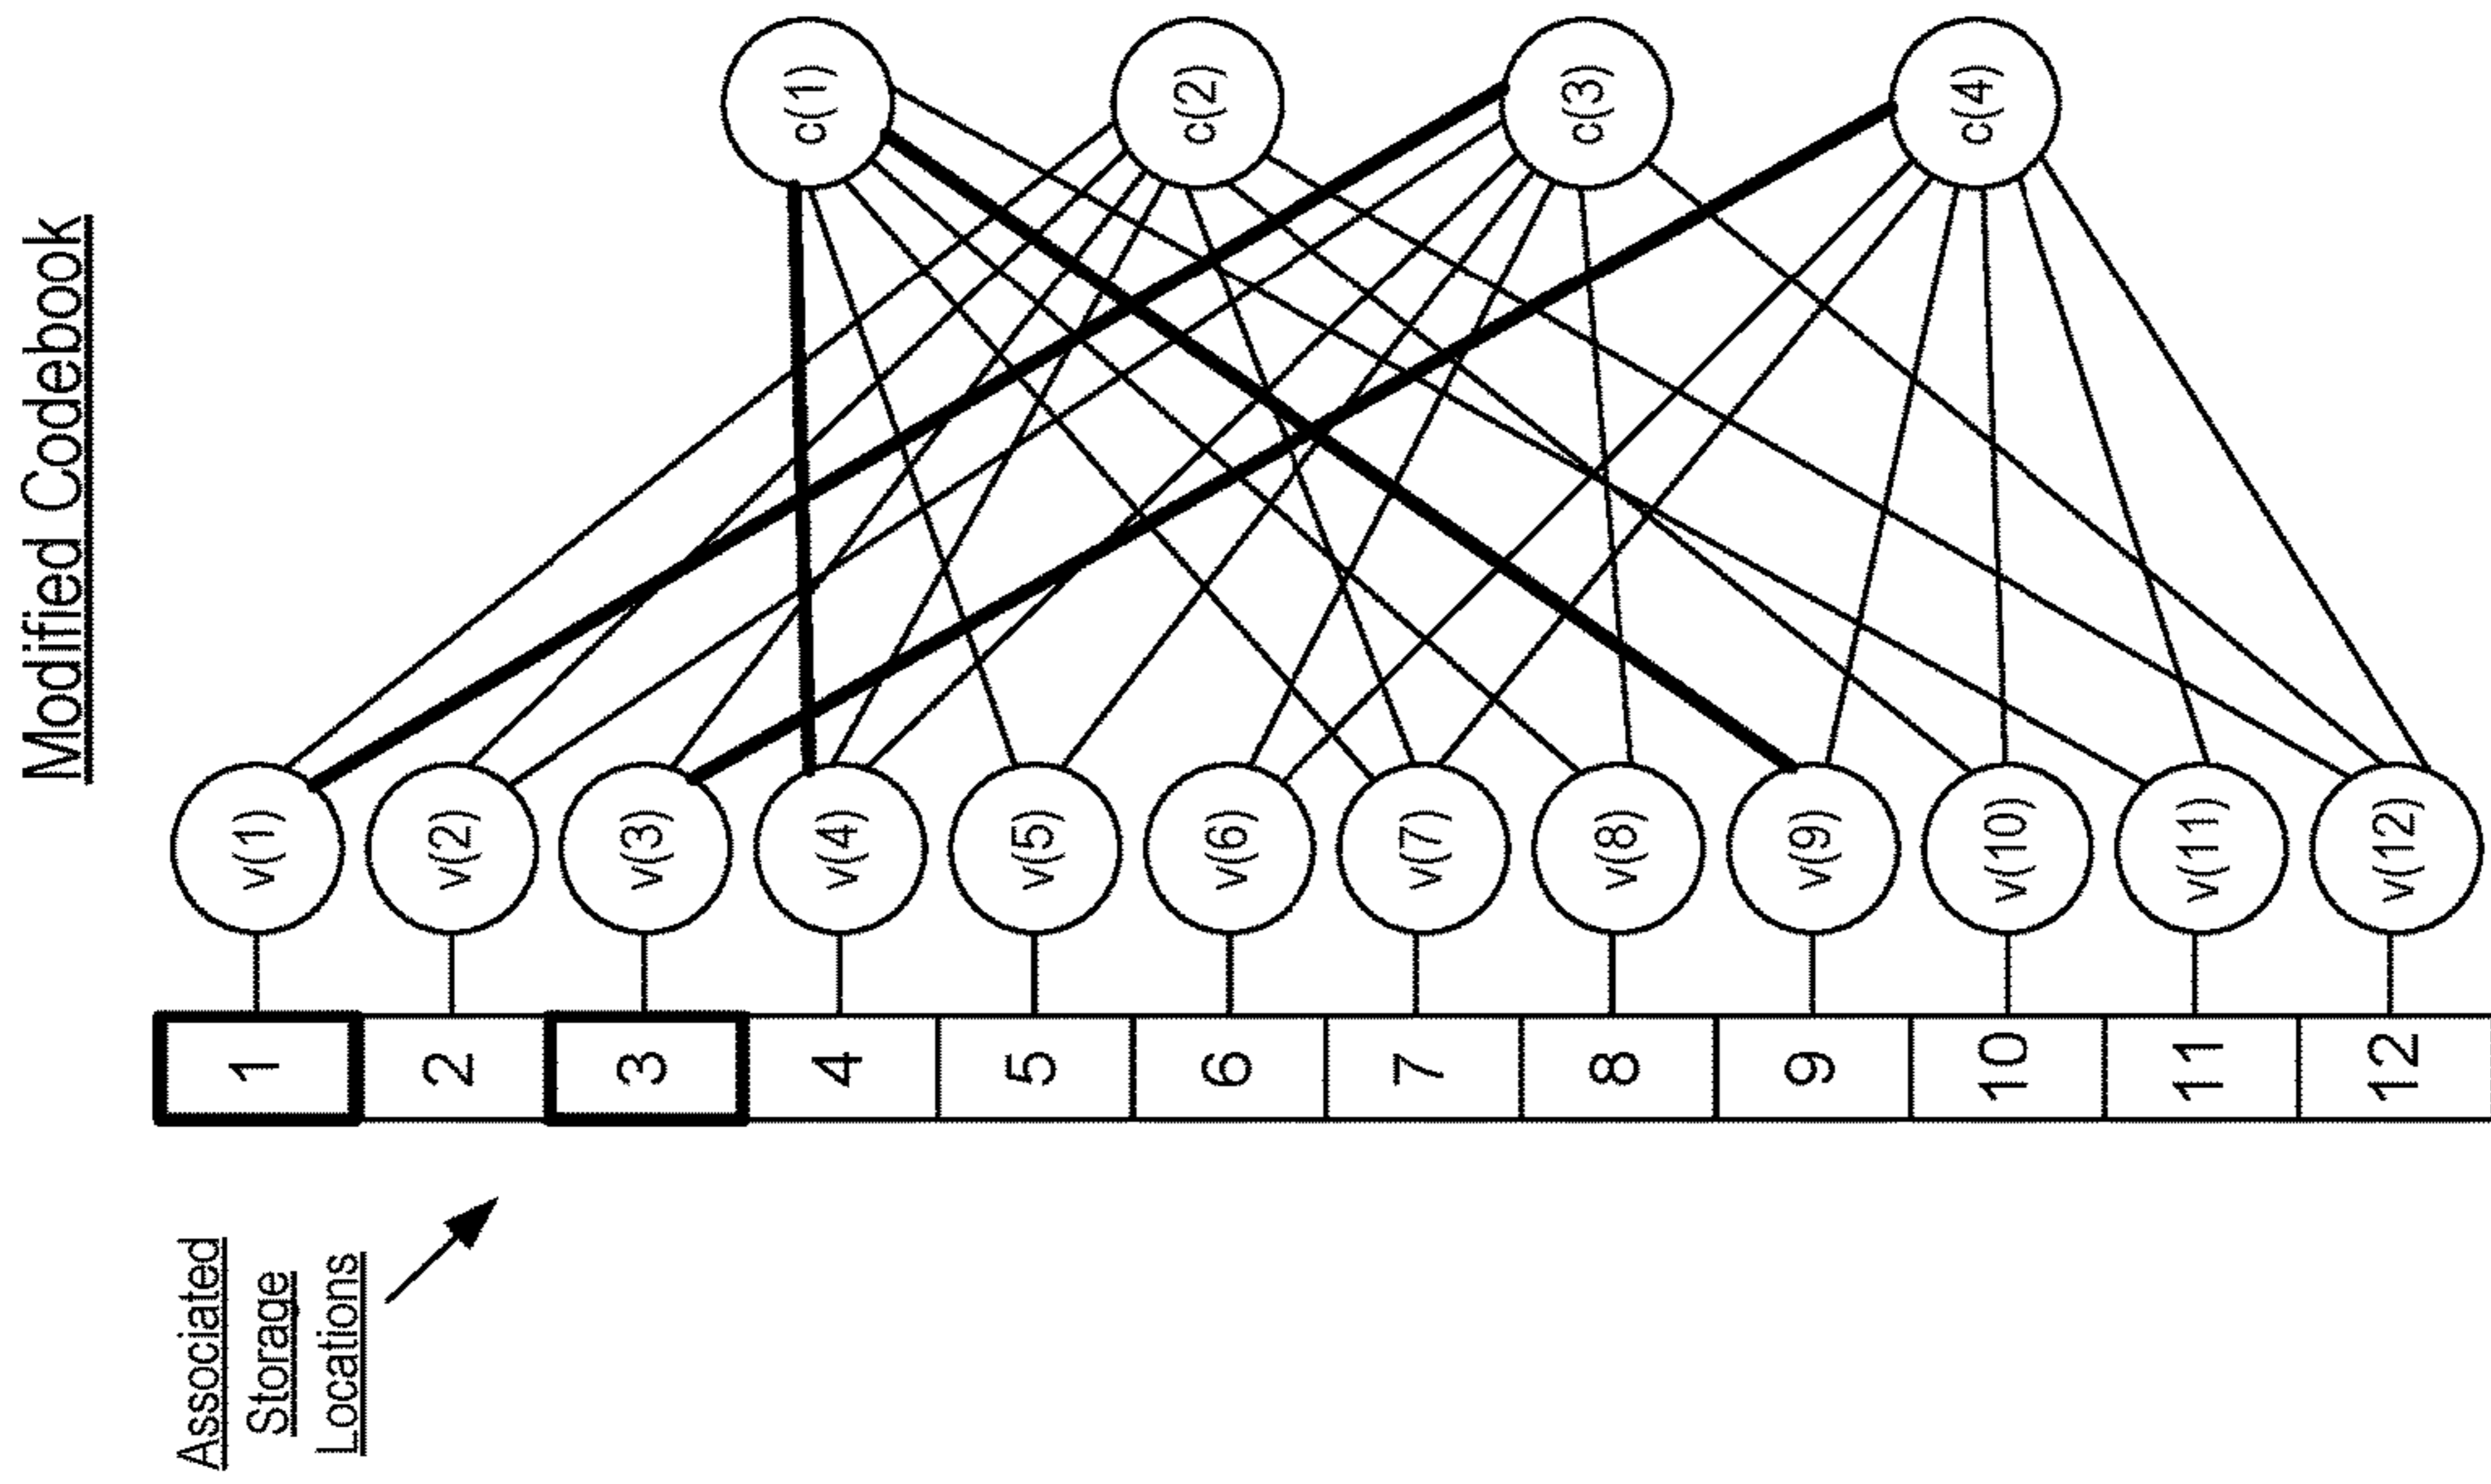 Modified Codebook
Associated
Storage
Locations
1 v(1)
2 v(2)
3 v(3)
4 v(4) c(1)
5 v(5)
6 v(6) c(2)
7 v(7)
8 v(8) c(3)
9 v(9)
10 v(10) c(4)
11 v(11)
12 v(12)